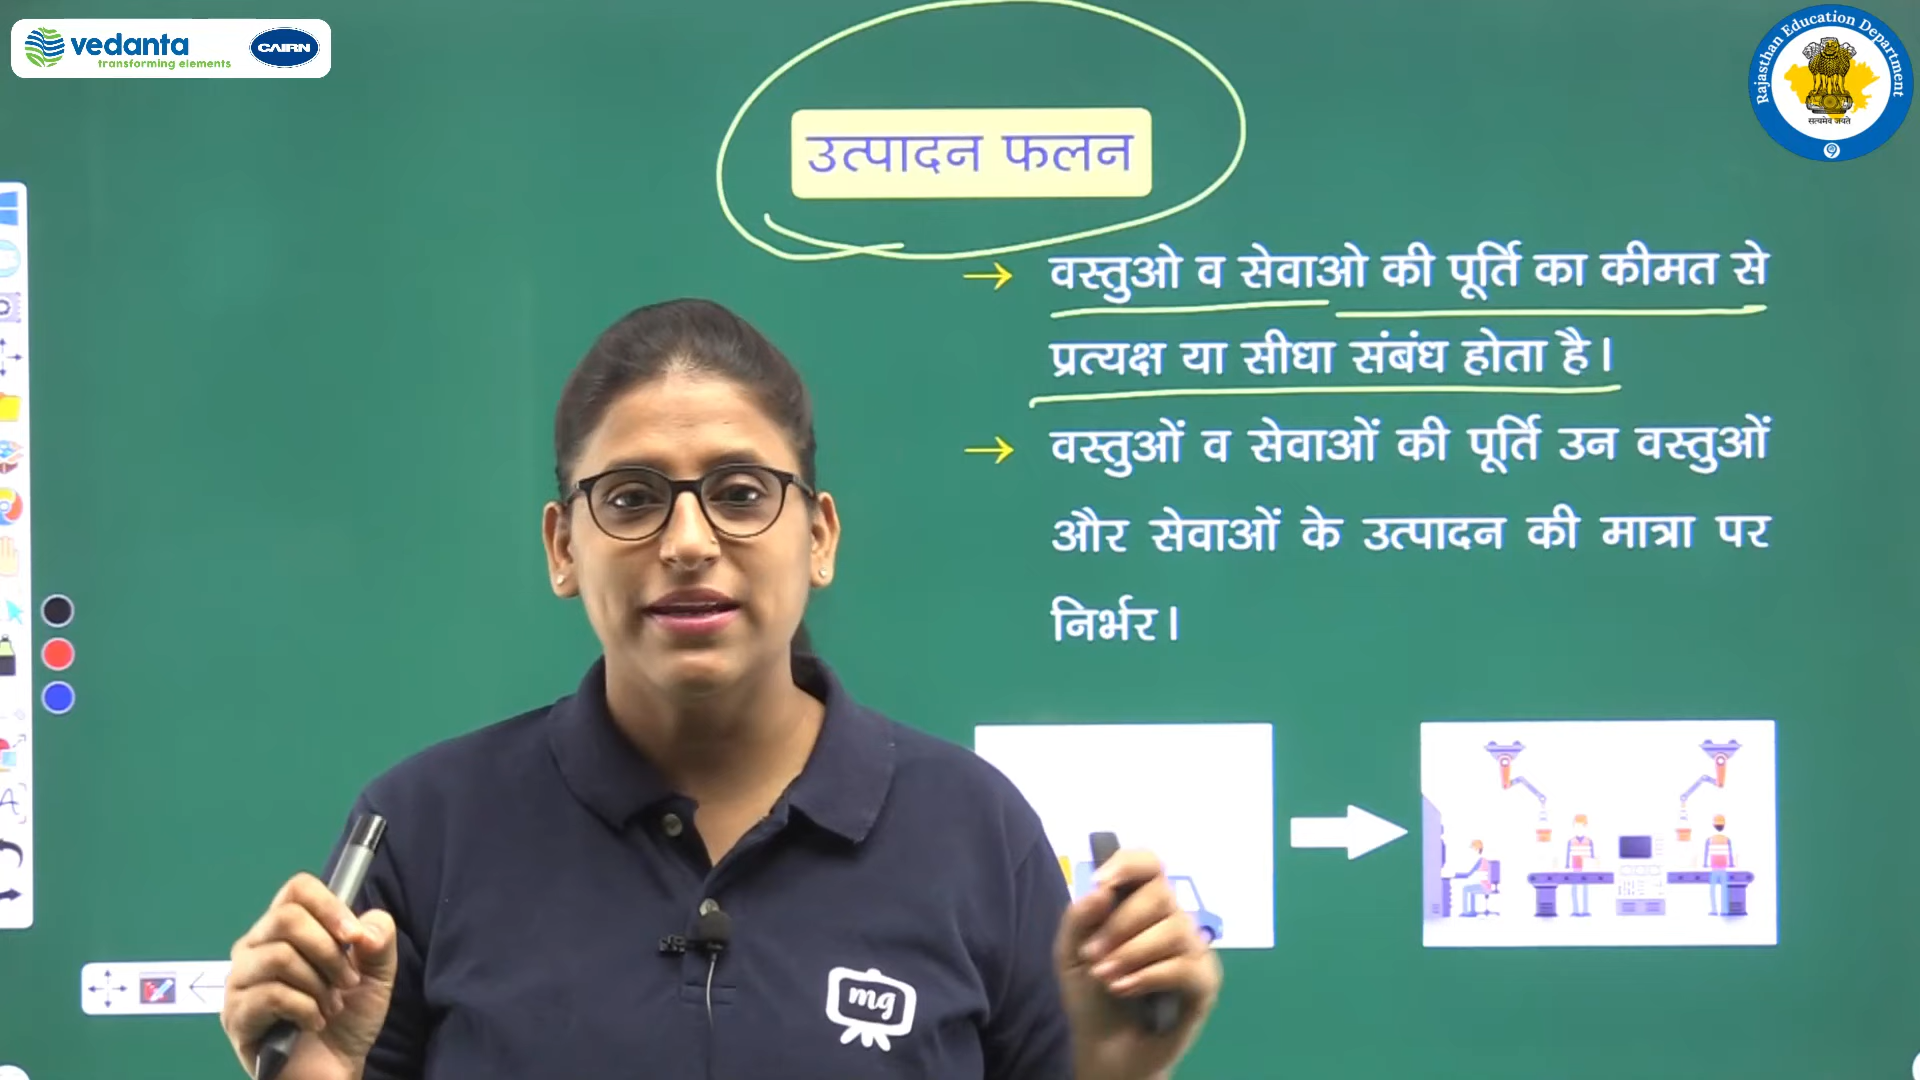 vedanta
transforming elements
CAIRN
Rajasthan Education Department
सत्यमेव जयते
उत्पादन फलन
वस्तुओ व सेवाओ की पूर्ति का कीमत से
प्रत्यक्ष या सीधा संबंध होता है।
वस्तुओं व सेवाओं की पूर्ति उन वस्तुओं
और सेवाओं के उत्पादन की मात्रा पर
निर्भर।
mg